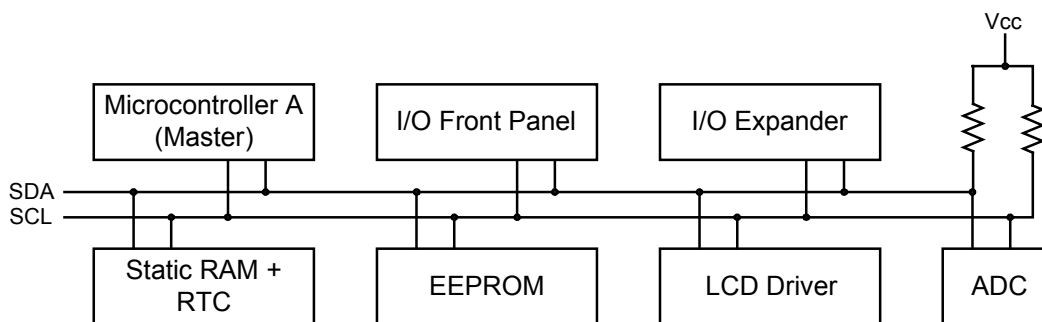 Vcc
Microcontroller A
(Master)
I/O Front Panel
I/O Expander
SDA
SCL
Static RAM +
RTC
EEPROM
LCD Driver
ADC